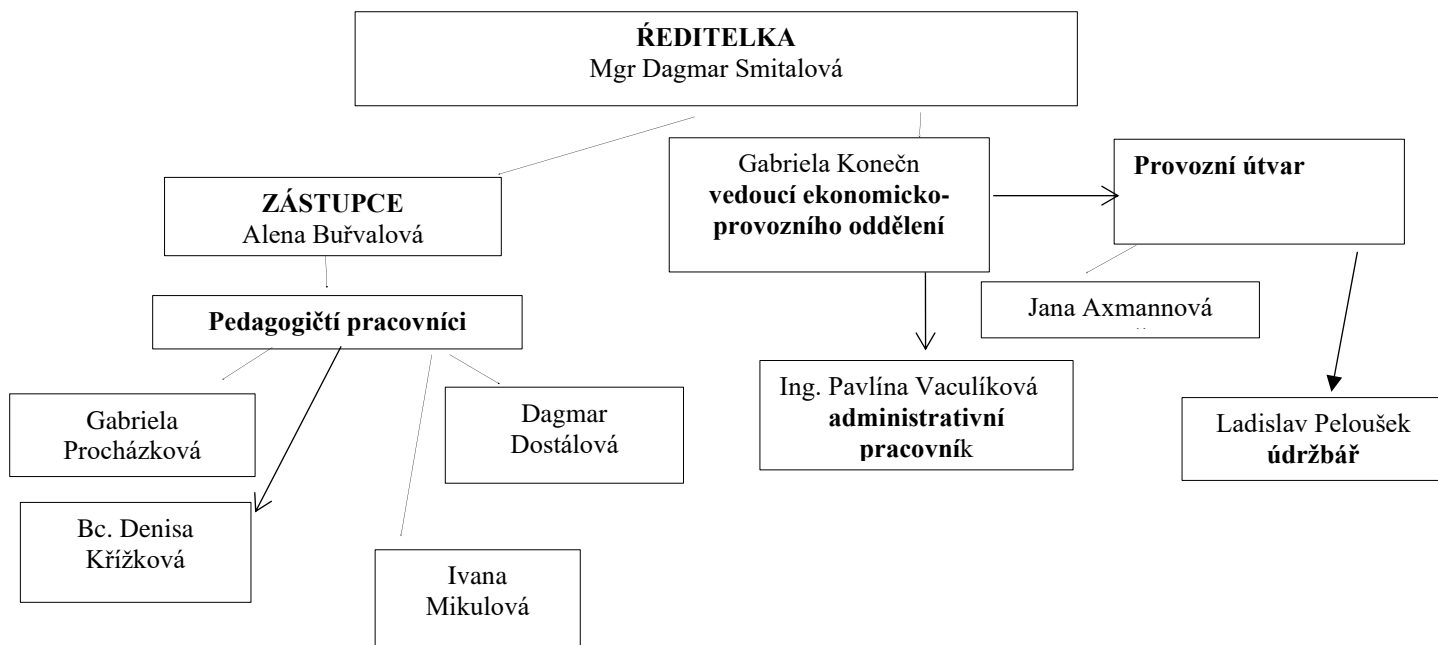 ŔEDITELKA
Mgr Dagmar Smitalová
Gabriela Konečn
vedoucí ekonomicko-
provozního oddělení
Provozní útvar
ZÁSTUPCE
Alena Buřvalová
Pedagogičtí pracovníci
Jana Axmannová
Ing. Pavlína Vaculíková
administrativní
pracovník
Ladislav Peloušek
údržbář
Gabriela
Procházková
Dagmar
Dostálová
Bc. Denisa
Křížková
Ivana
Mikulová